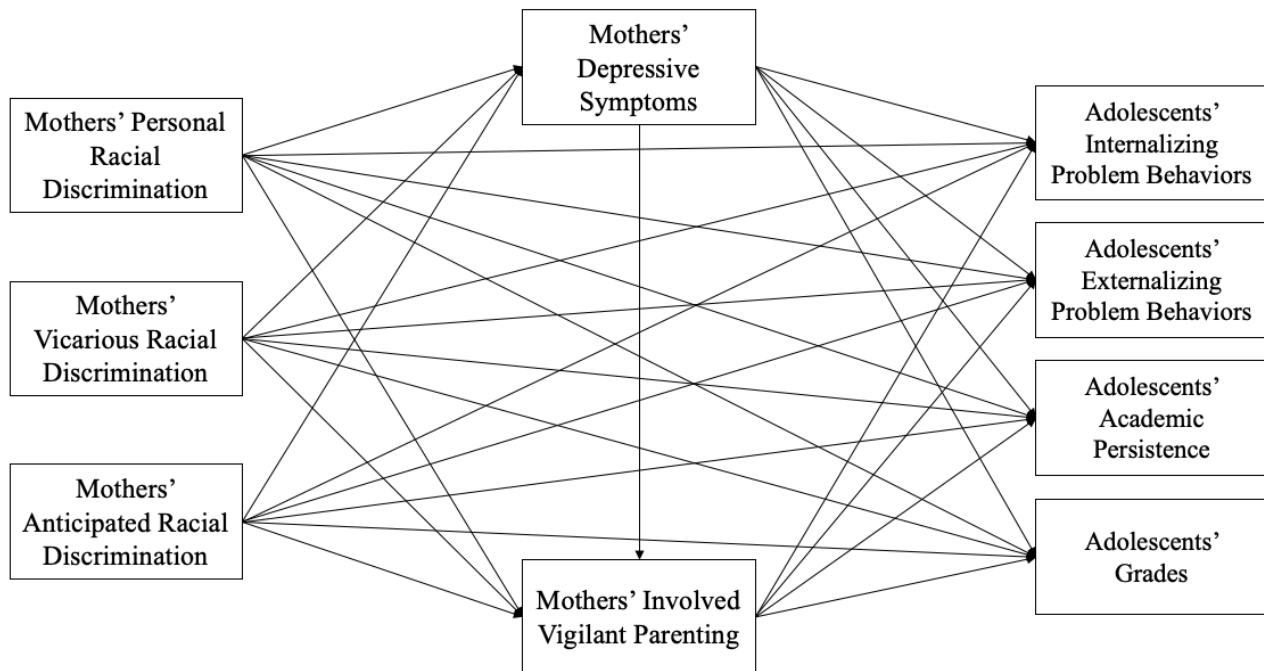 Mothers’ Personal
Racial
Discrimination
Mothers’
Vicarious Racial
Discrimination
Mothers’
Anticipated Racial
Discrimination
Mothers’
Depressive
Symptoms
Mothers’ Involved
Vigilant Parenting
Adolescents’
Internalizing
Problem Behaviors
Adolescents’
Externalizing
Problem Behaviors
Adolescents’
Academic
Persistence
Adolescents’
Grades